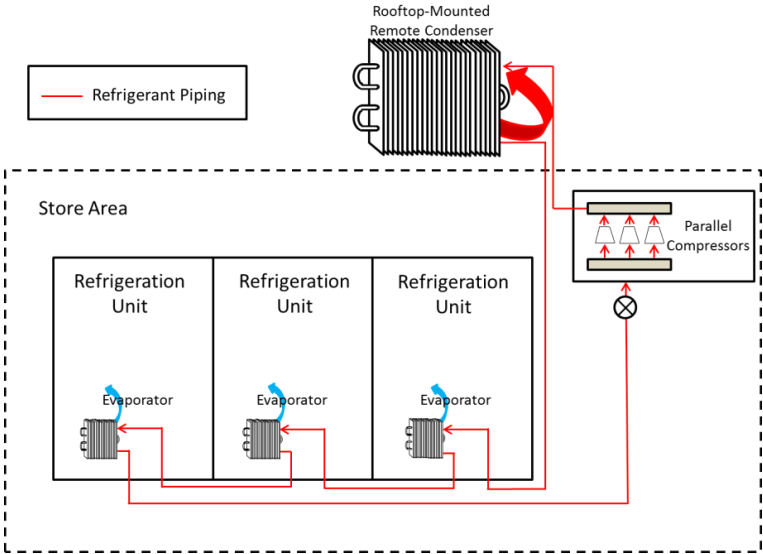 Rooftop-Mounted
Remote Condenser
Refrigerant Piping
Store Area
Parallel
Compressors
Refrigeration
Unit
Refrigeration
Unit
Refrigeration
Unit
Evaporator
Evaporator
Evaporator